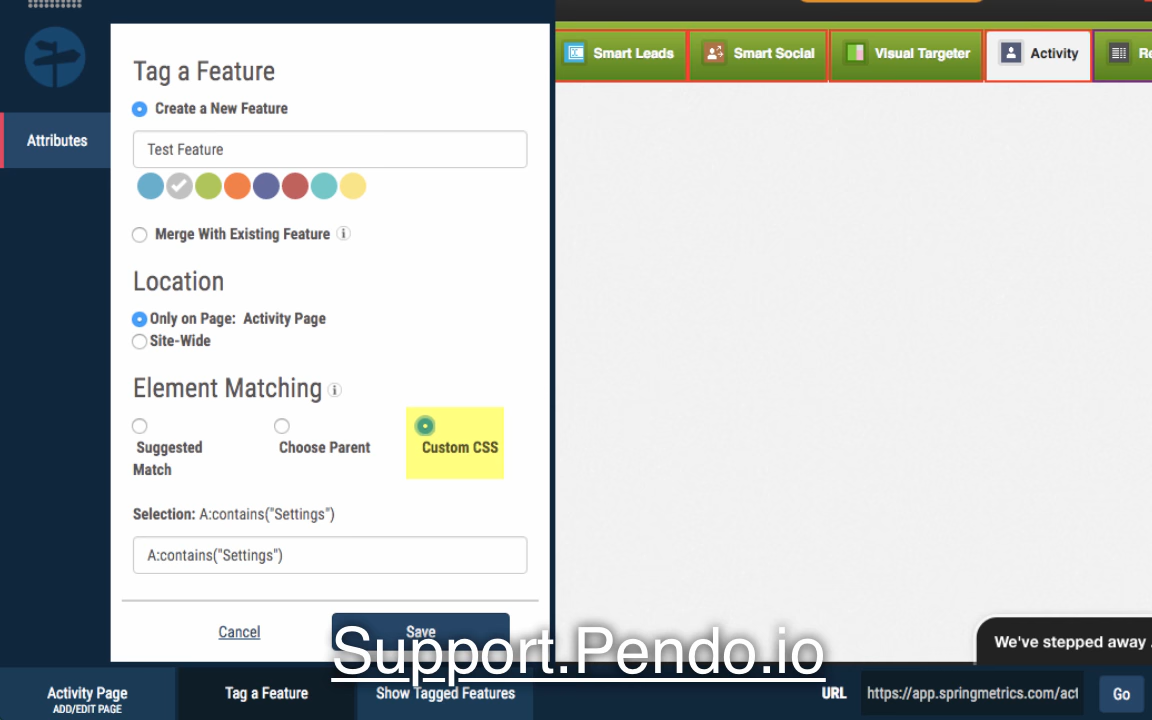 Smart Leads
Smart Social
Visual Targeter
Activity
Tag a Feature
Create a New Feature
Attributes
Test Feature
Merge With Existing Feature
Location
Only on Page: Activity Page
Site-Wide
Element Matching
Suggested
Match
Choose Parent
Custom CSS
Selection: A:contains("Settings")
A:contains("Settings")
Cancel
Save
Support.Pendo.io
We've stepped away
Activity Page
ADD/EDIT PAGE
Tag a Feature
Show Tagged Features
URL
https://app.springmetrics.com/act
Go